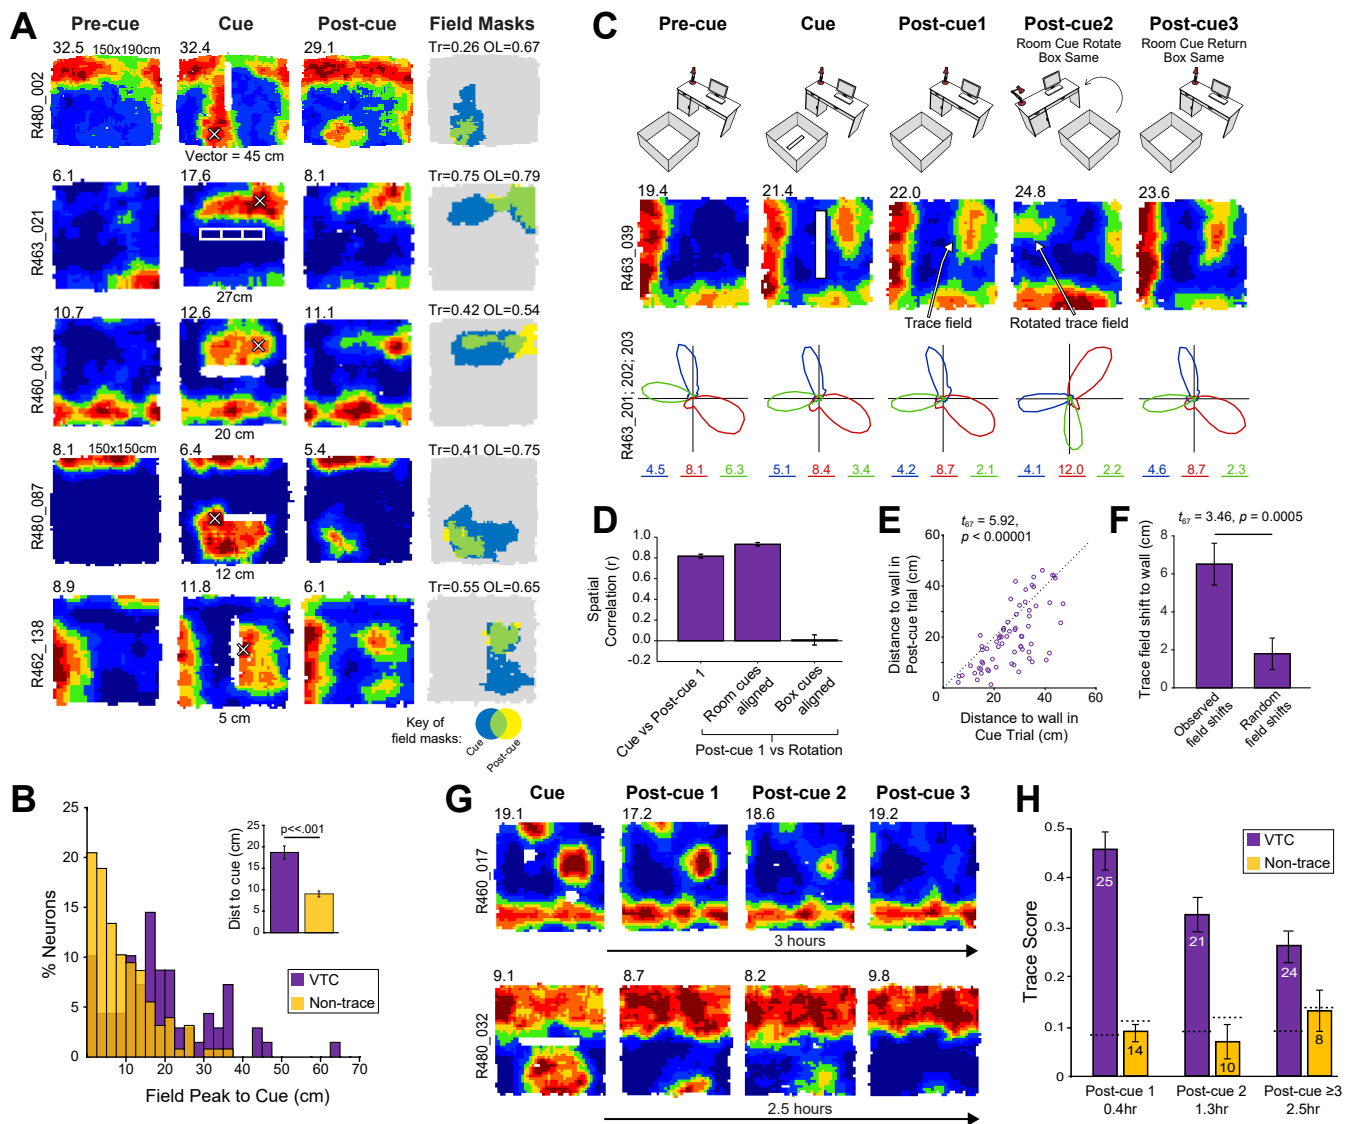 A
Pre-cue
Cue
Post-cue
Field Masks
32.5
150x190cm
32.4
29.1
Tr=0.26 OL=0.67
R480_002
Vector = 45 cm
6.1
17.6
8.1
Tr=0.75 OL=0.79
R463_021
27cm
10.7
12.6
11.1
Tr=0.42 OL=0.54
R460_043
20 cm
8.1
150x150cm
6.4
5.4
Tr=0.41 OL=0.75
R480_087
12 cm
8.9
11.8
6.1
Tr=0.55 OL=0.65
R462_138
5 cm
Key of
field masks:
Cue
Post-cue
B
% Neurons
25
20
15
10
5
0
10
20
30
40
50
60
70
Field Peak to Cue (cm)
Dist to cue (cm)
25
20
15
10
5
0
p<<.001
VTC
Non-trace
C
Pre-cue
Cue
Post-cue1
Post-cue2
Post-cue3
Room Cue Rotate
Box Same
Room Cue Return
Box Same
19.4
21.4
22.0
24.8
23.6
R463_039
Trace field
Rotated trace field
R463_201; 202; 203
4.5
8.1
6.3
5.1
8.4
3.4
4.2
8.7
2.1
4.1
12.0
2.2
4.6
8.7
2.3
D
Spatial
Correlation (r)
1.0
0.8
0.6
0.4
0.2
0.0
-0.2
Cue vs Post-cue 1
Room cues
aligned
Box cues
aligned
Post-cue 1 vs Rotation
E
t67 = 5.92,
p < 0.00001
Distance to wall in
Post-cue trial (cm)
60
40
20
0
20
40
60
Distance to wall in
Cue Trial (cm)
F
t67 = 3.46, p = 0.0005
Trace field shift to wall (cm)
8
6
4
2
0
Observed
field shifts
Random
field shifts
G
Cue
Post-cue 1
Post-cue 2
Post-cue 3
19.1
17.2
18.6
19.2
R460_017
3 hours
9.1
8.7
8.2
9.8
R480_032
2.5 hours
H
Trace Score
0.5
0.4
0.3
0.2
0.1
0
VTC
Non-trace
25
14
21
10
24
8
Post-cue 1
0.4hr
Post-cue 2
1.3hr
Post-cue ≥3
2.5hr